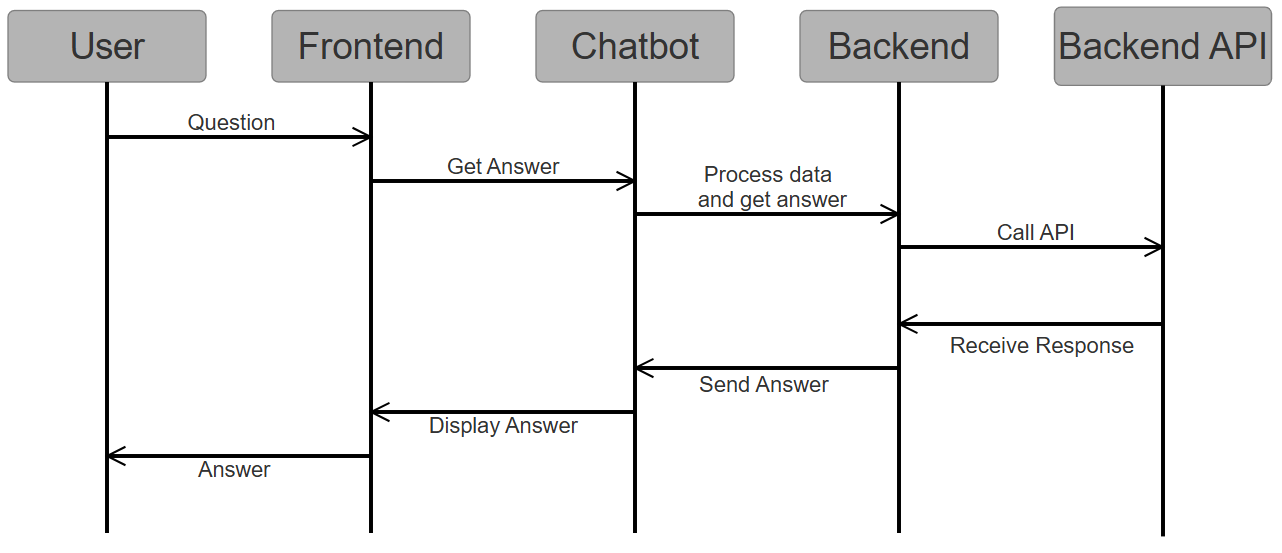 User
Frontend
Chatbot
Backend
Backend API
Question
Get Answer
Process data
and get answer
Call API
Receive Response
Send Answer
Display Answer
Answer